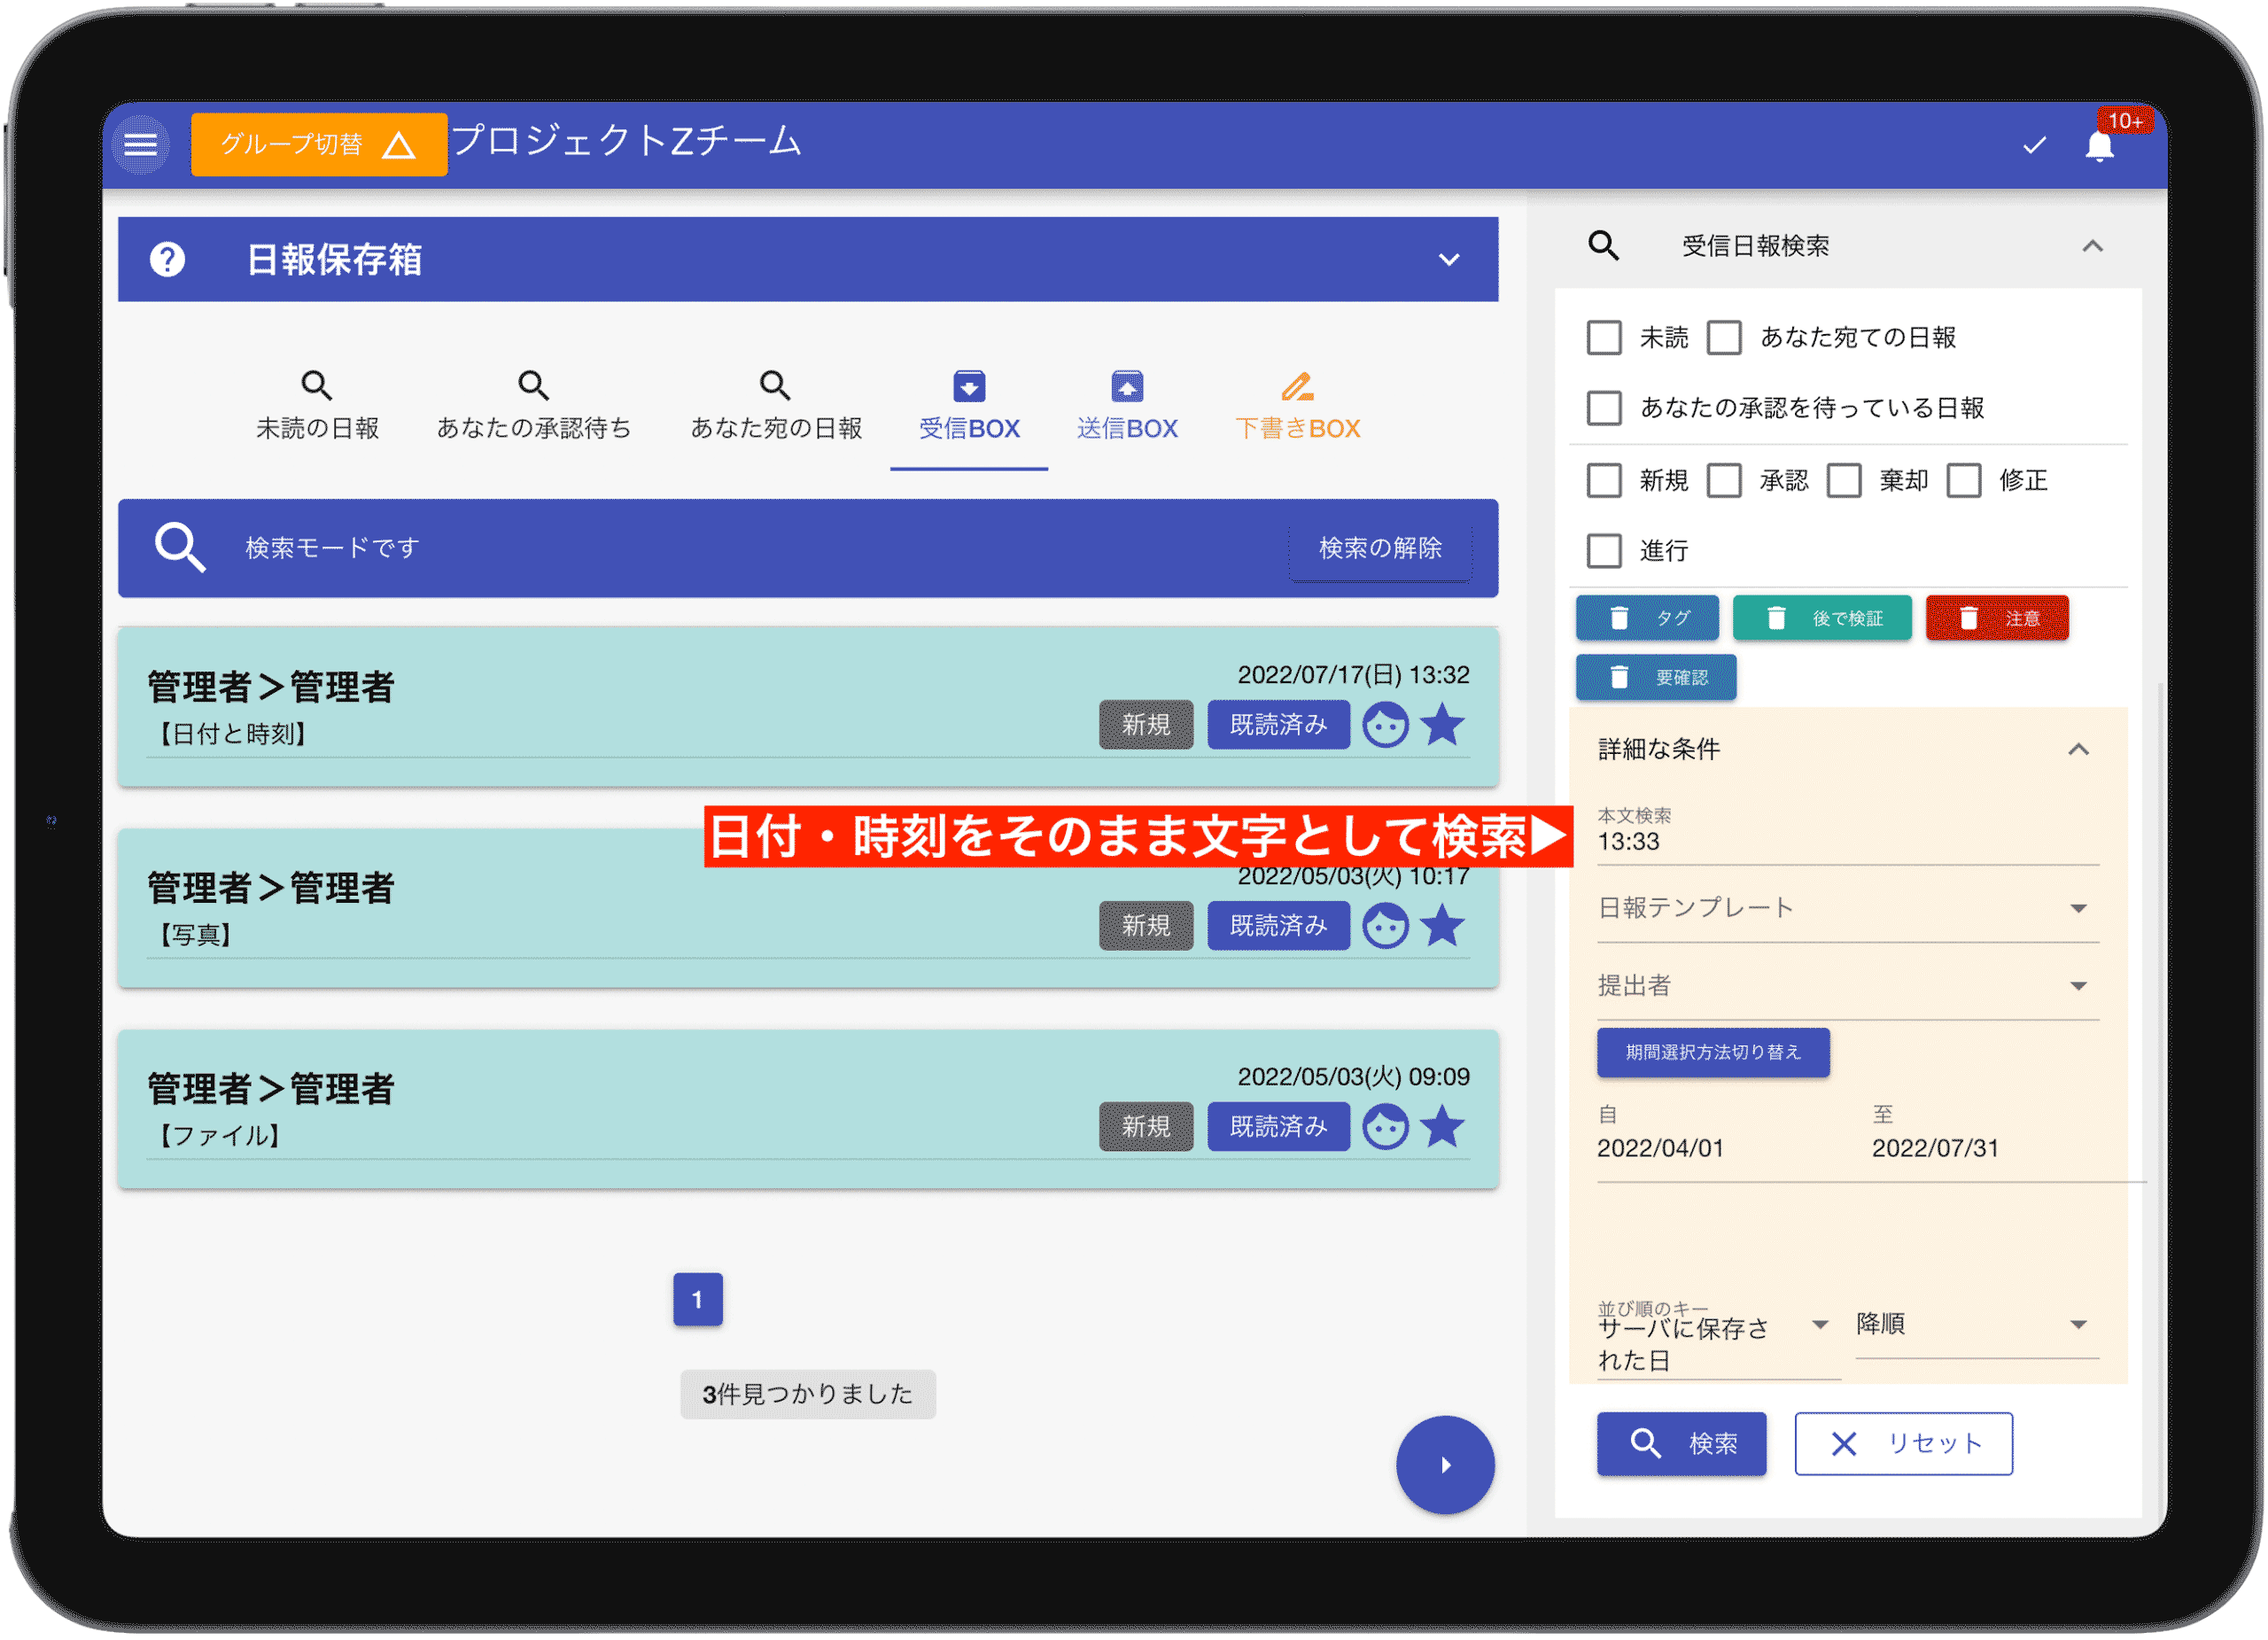 グループ切替
プロジェクトZチーム
10+
日報保存箱
未読の日報
あなたの承認待ち
あなた宛の日報
受信BOX
送信BOX
下書きBOX
検索モードです
検索の解除
管理者＞管理者
【日付と時刻】
2022/07/17(日) 13:32
新規
既読済み
日付・時刻をそのまま文字として検索▶
管理者＞管理者
【写真】
2022/05/03(火) 10:17
新規
既読済み
管理者＞管理者
【ファイル】
2022/05/03(火) 09:09
新規
既読済み
1
3件見つかりました
受信日報検索
未読
あなた宛ての日報
あなたの承認を待っている日報
新規
承認
棄却
修正
進行
タグ
後で検証
注意
要確認
詳細な条件
本文検索
13:33
日報テンプレート
提出者
期間選択方法切り替え
自
2022/04/01
至
2022/07/31
並び順のキー
サーバに保存さ
れた日
降順
検索
リセット